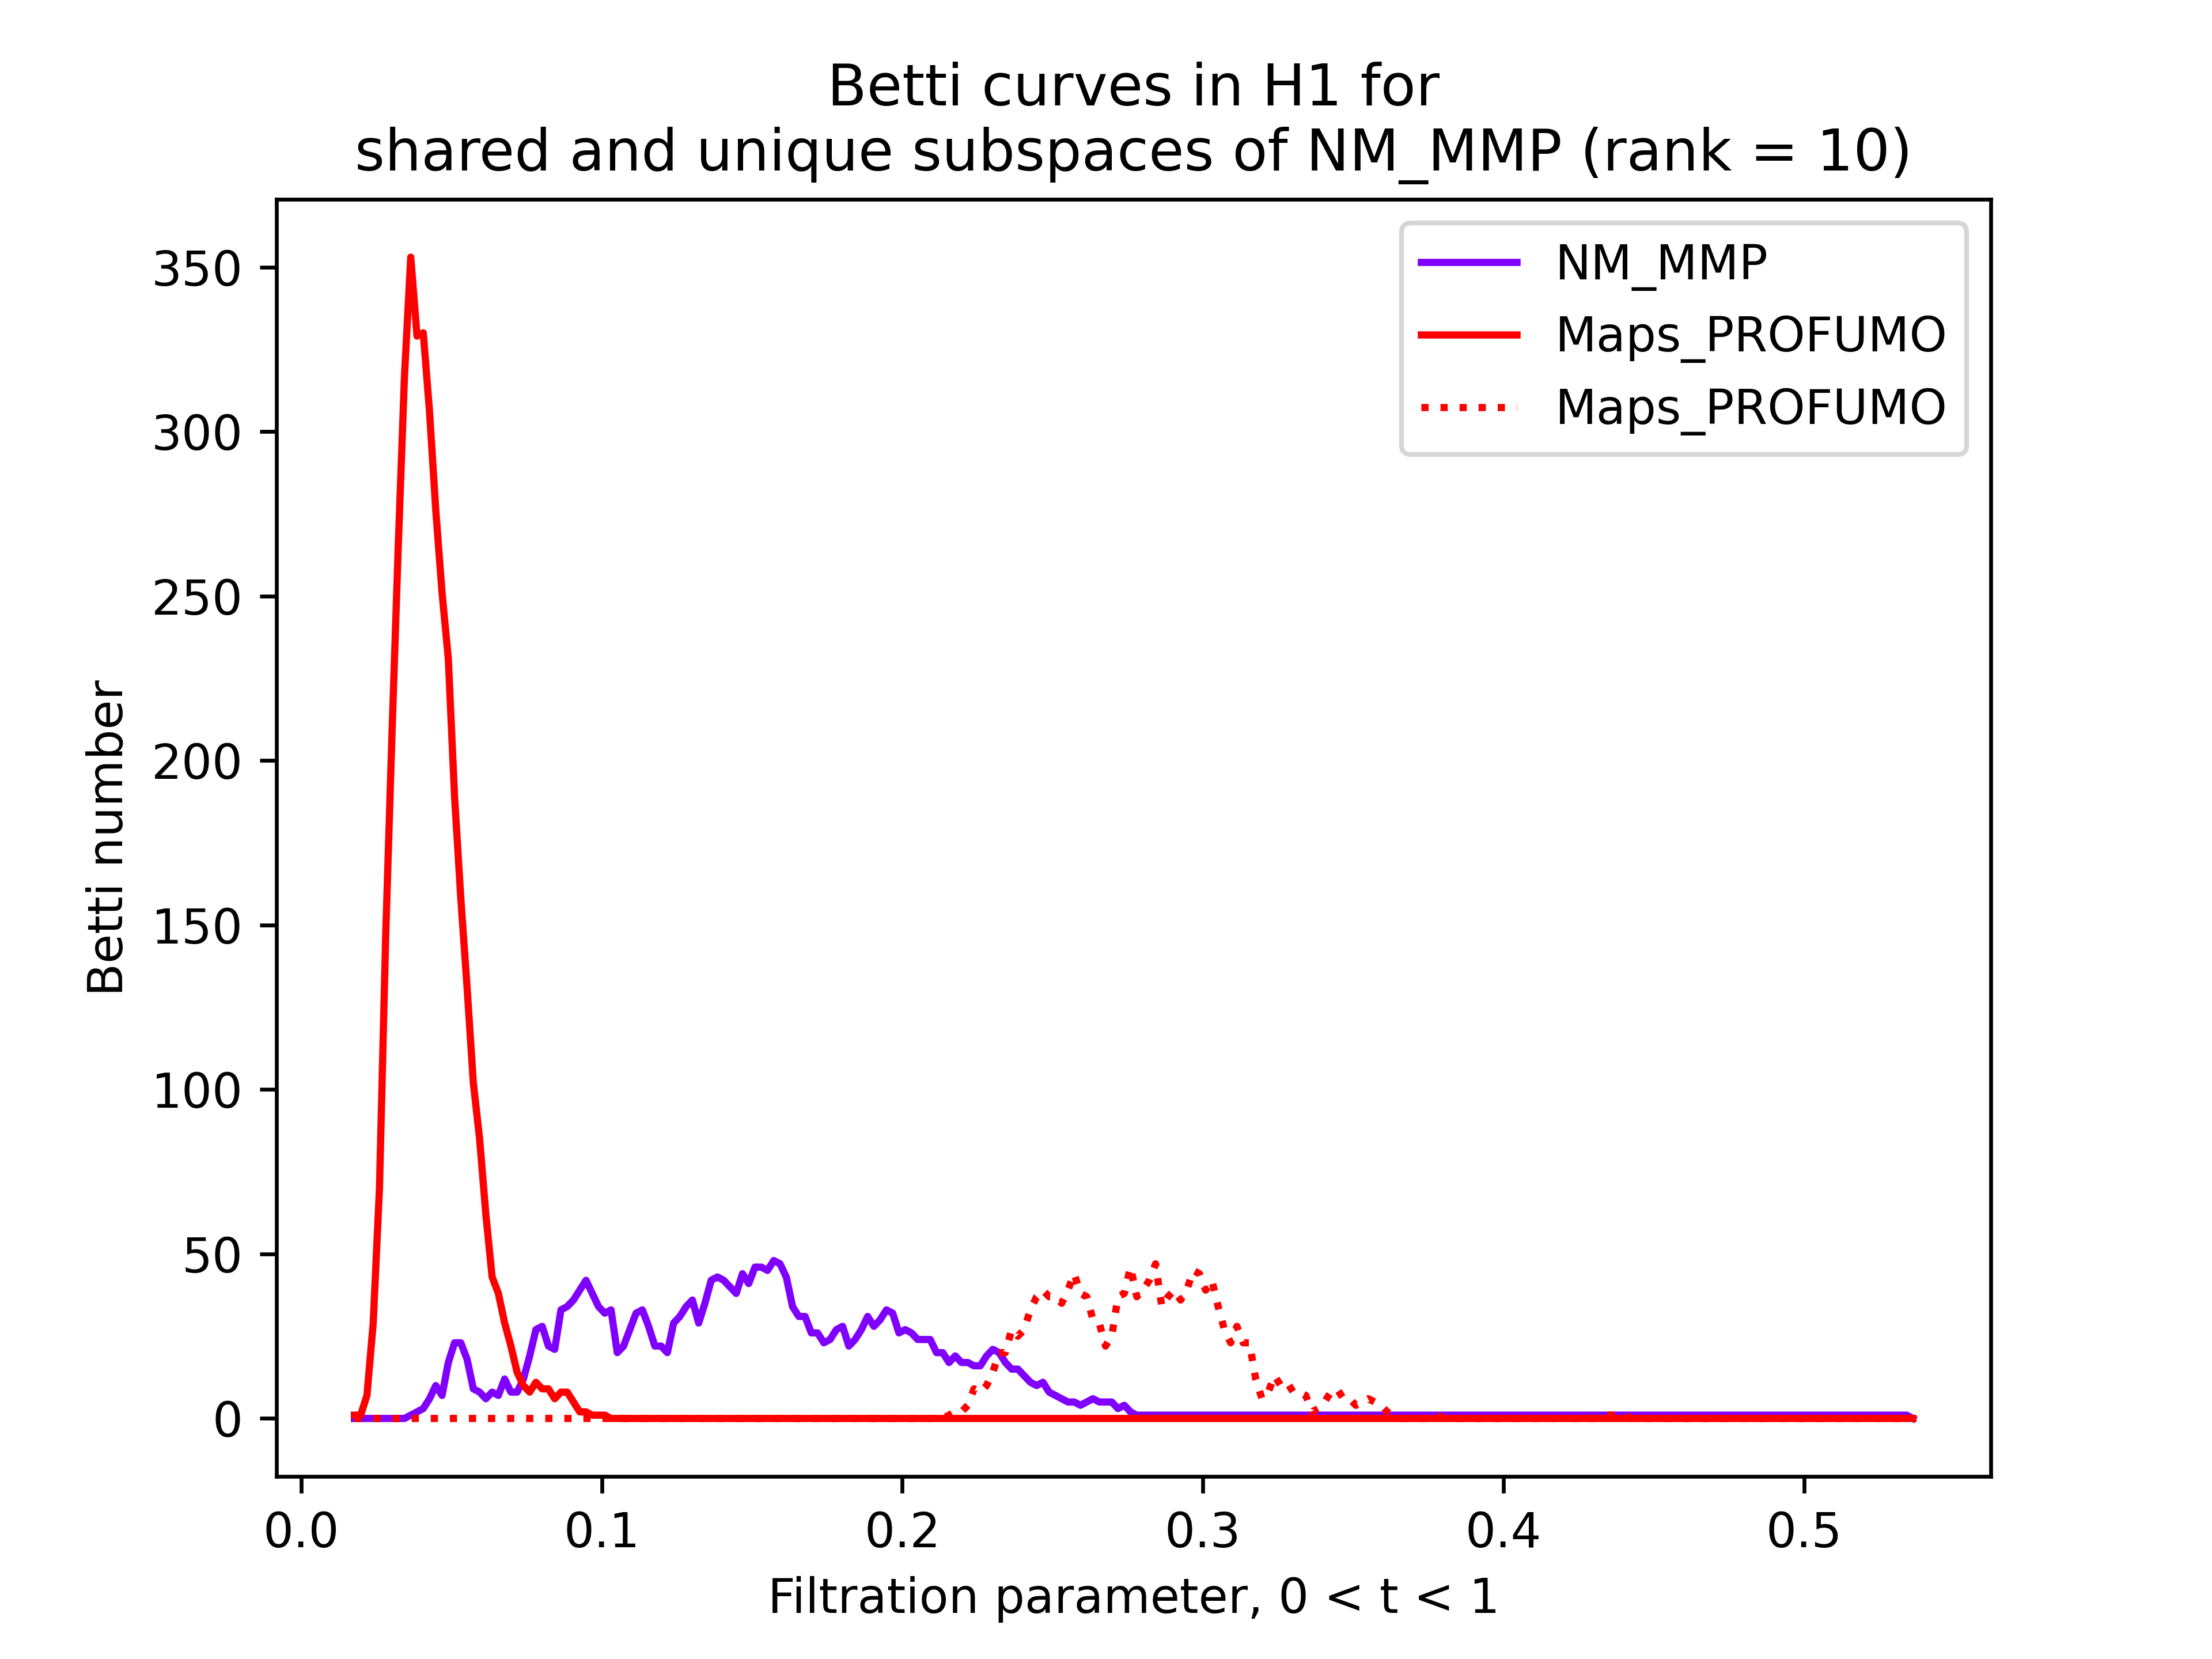 Betti curves in H1 for
shared and unique subspaces of NM_MMP (rank = 10)
NM_MMP
Maps_PROFUMO
Maps_PROFUMO
350
300
250
200
150
100
50
0
Betti number
0.0 0.1 0.2 0.3 0.4 0.5
Filtration parameter, 0 < t < 1